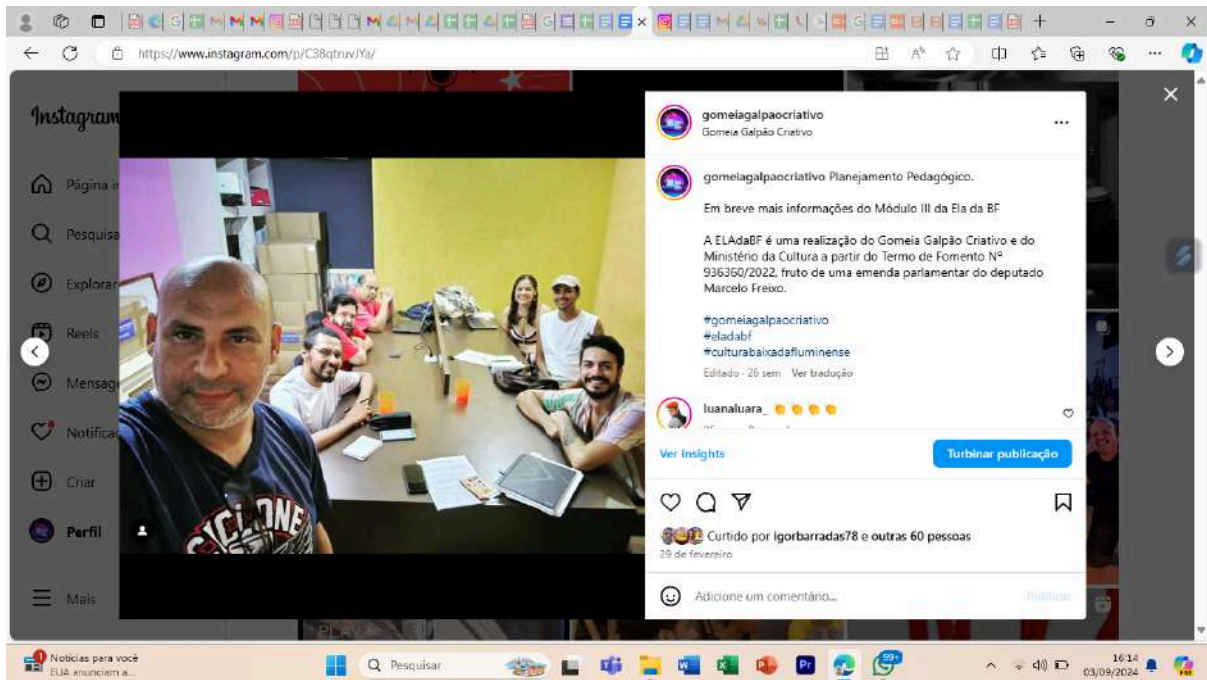 https://www.instagram.com/p/C38qtruvJYa/
Instagram
Página in
Pesquisa
Explorar
Reels
Mensage
Notifica
Criar
Perfil
Mais
CYCLONE
gomeiagalpaocriativo
Gomeia Galpão Criativo
gomeiagalpaocriativo Planejamento Pedagógico.
Em breve mais informações do Módulo III da Ela da BF
A ELAdaBF é uma realização do Gomeia Galpão Criativo e do
Ministério da Cultura a partir do Termo de Fomento Nº
936360/2022, fruto de uma emenda parlamentar do deputado
Marcelo Freixo.
#gomeiagalpaocriativo
#eladabf
#culturabaixadafluminense
Editado · 26 sem Ver tradução
luanaluara_ 👏👏👏👏
Ver insights
Turbinar publicação
Curtido por igorbarradas78 e outras 60 pessoas
29 de fevereiro
Adicione um comentário...
Publicar
Notícias para você
EUA anunciam a...
Pesquisar
99+
16:14
03/09/2024